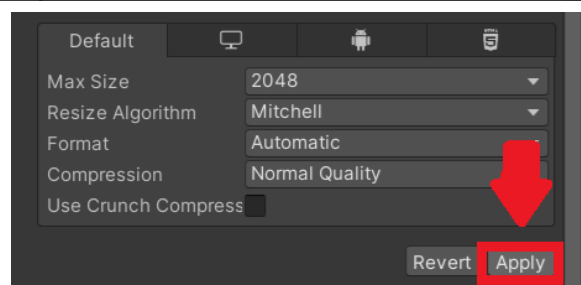 Default
Max Size 2048
Resize Algorithm Mitchell
Format Automatic
Compression Normal Quality
Use Crunch Compress
Revert Apply